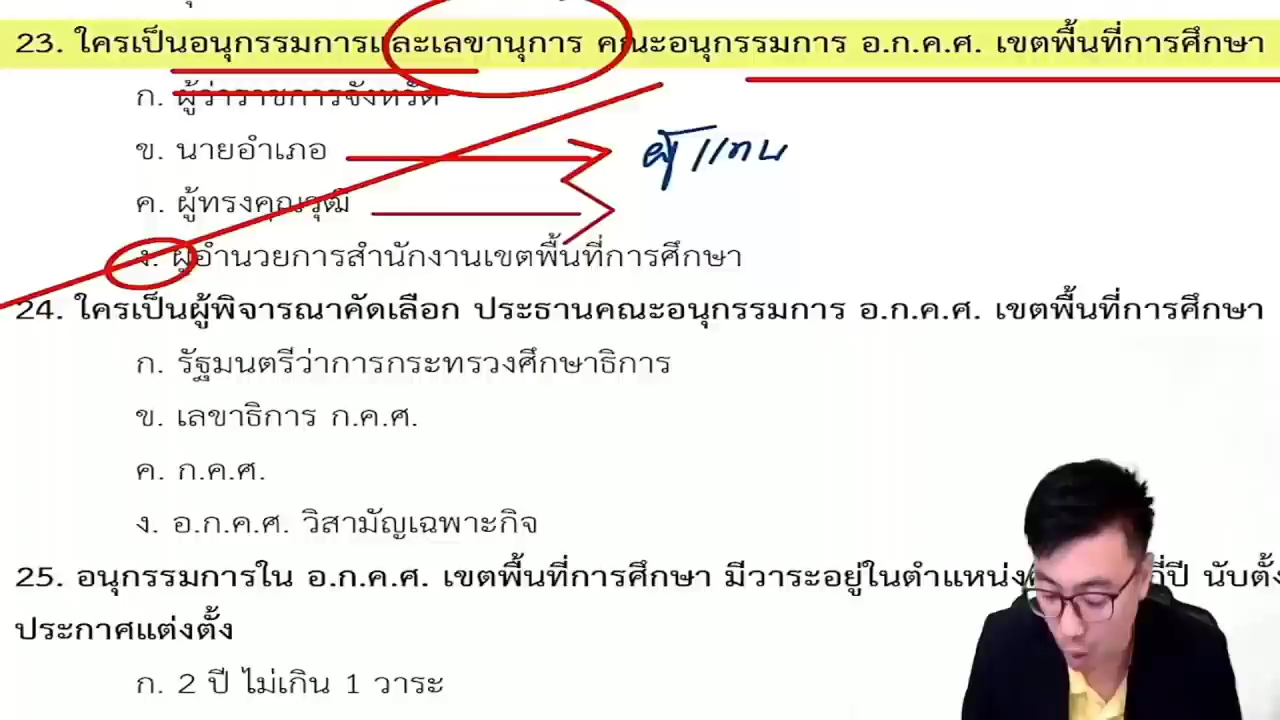 23. ใครเป็นอนุกรรมการและเลขานุการ คณะอนุกรรมการ อ.ก.ค.ศ. เขตพื้นที่การศึกษา
ก. ผู้ว่าราชการจังหวัด
ข. นายอำเภอ
ผู้แทน
ค. ผู้ทรงคุณวุฒิ
ง. ผู้อำนวยการสำนักงานเขตพื้นที่การศึกษา
24. ใครเป็นผู้พิจารณาคัดเลือก ประธานคณะอนุกรรมการ อ.ก.ค.ศ. เขตพื้นที่การศึกษา
ก. รัฐมนตรีว่าการกระทรวงศึกษาธิการ
ข. เลขาธิการ ก.ค.ศ.
ค. ก.ค.ศ.
ง. อ.ก.ค.ศ. วิสามัญเฉพาะกิจ
25. อนุกรรมการใน อ.ก.ค.ศ. เขตพื้นที่การศึกษา มีวาระอยู่ในตำแหน่ง กี่ปี นับตั้ง
ประกาศแต่งตั้ง
ก. 2 ปี ไม่เกิน 1 วาระ